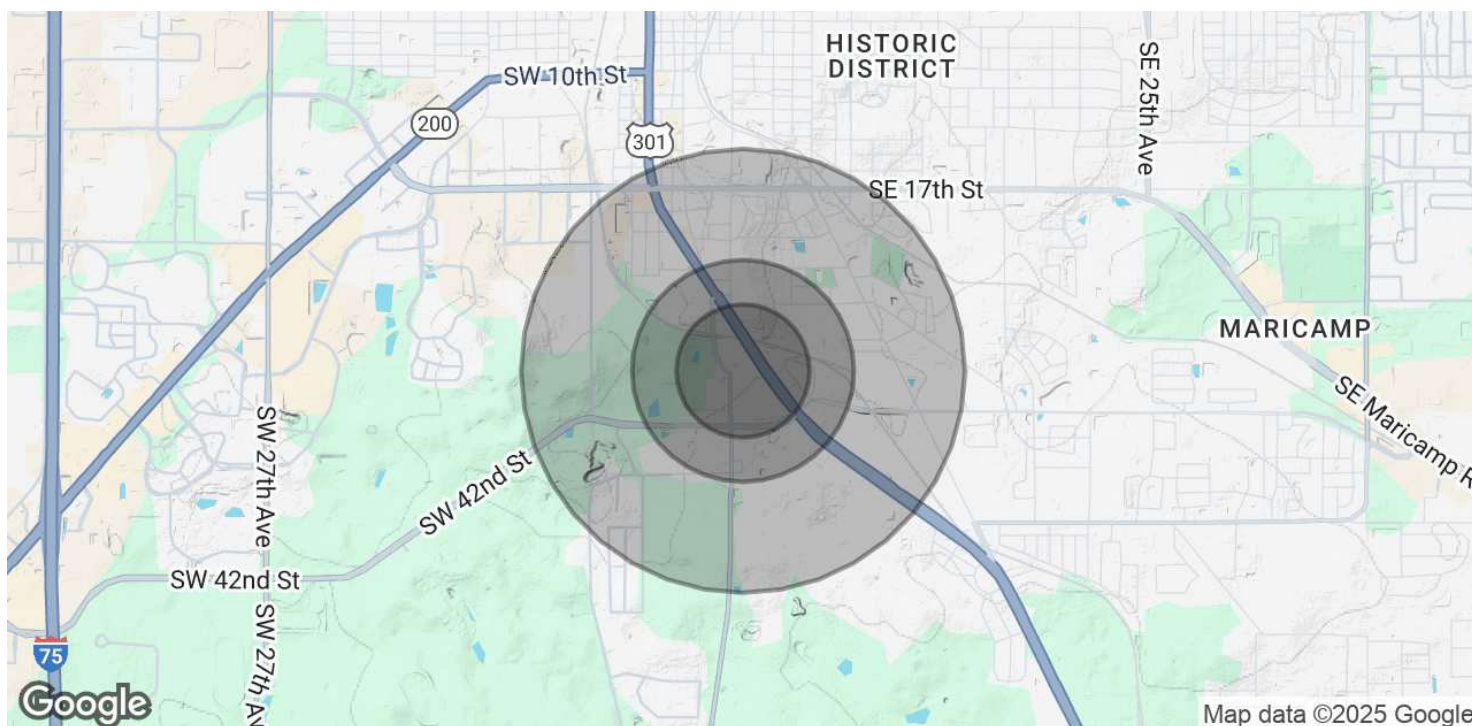 HISTORIC
DISTRICT
SW 10th St
SE 25th Ave
200
301
SE 17th St
MARICAMP
SE Maricamp R
SW 27th Ave
SW 42nd St
SW 42nd St
SW 27th Av
75
Google
Map data ©2025 Google